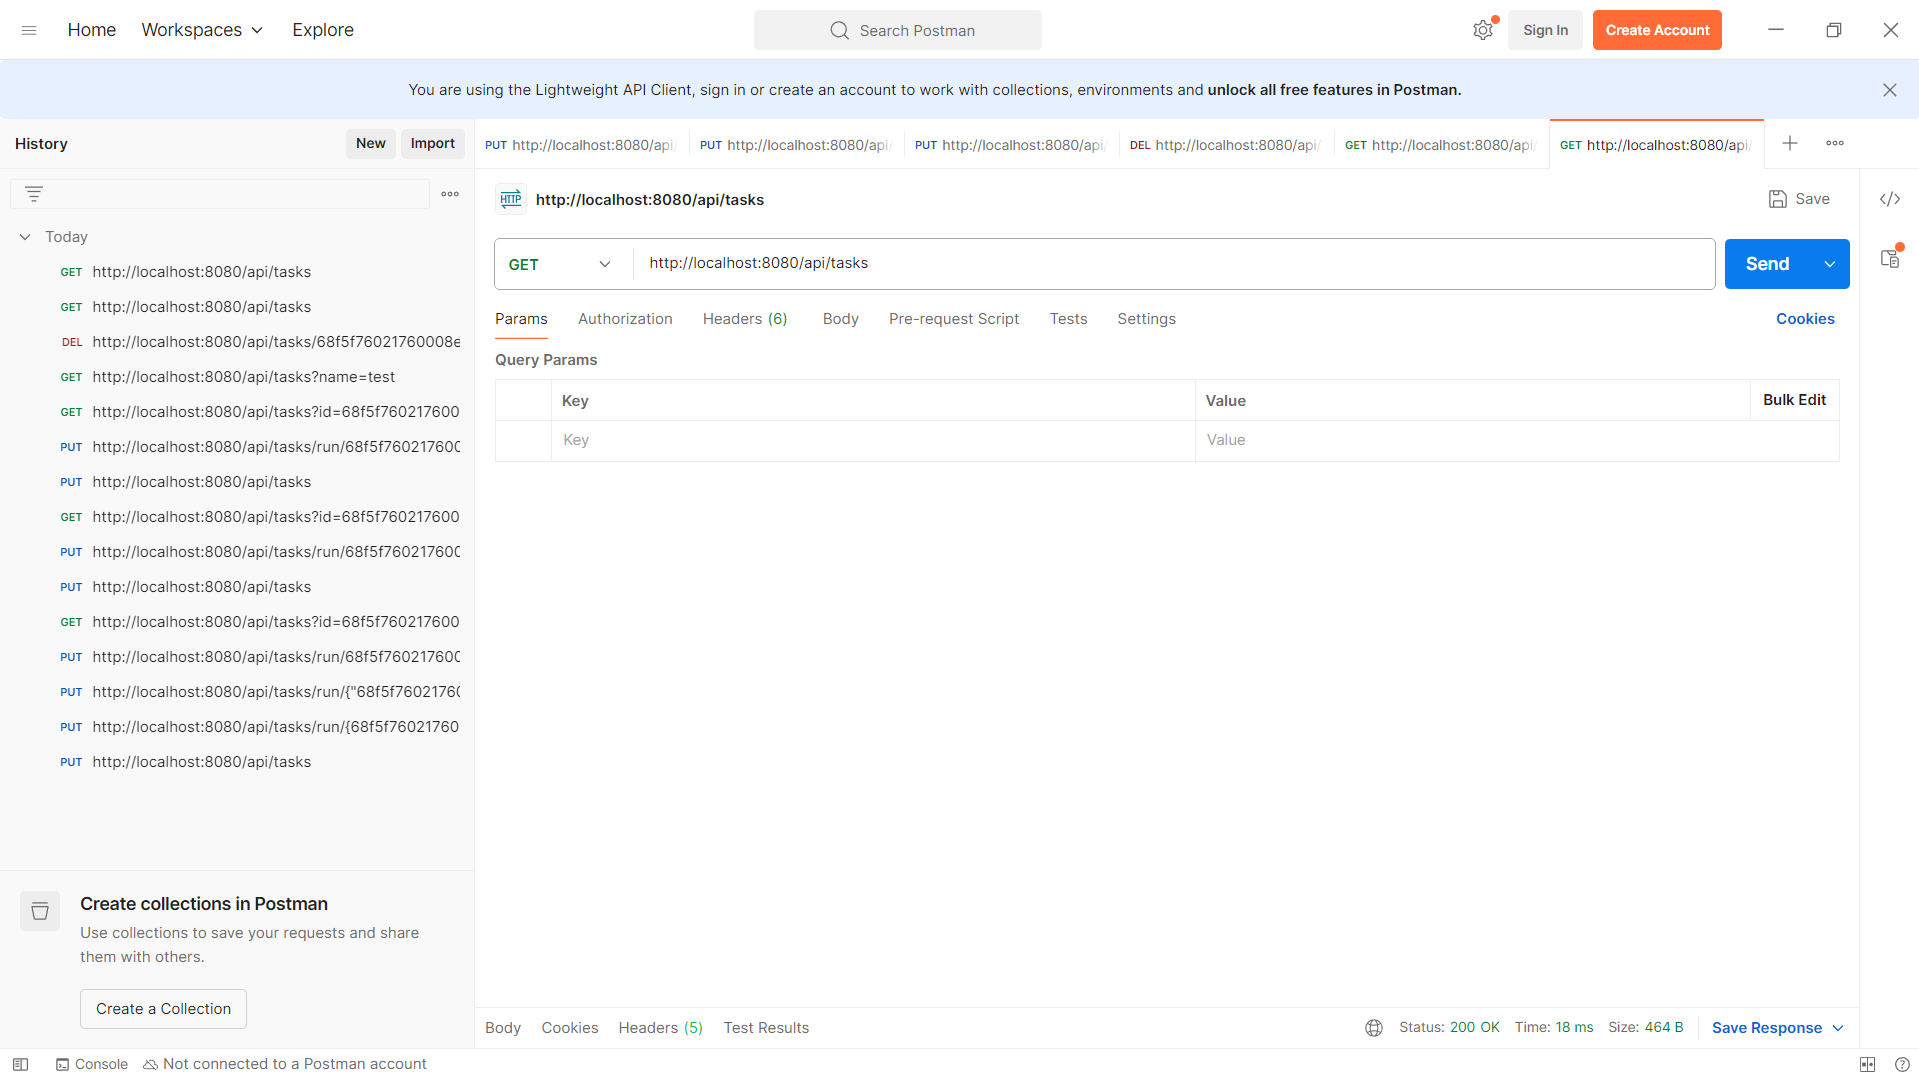 Home
Workspaces
Explore
Search Postman
Sign In
Create Account
You are using the Lightweight API Client, sign in or create an account to work with collections, environments and unlock all free features in Postman.
History
New
Import
PUT http://localhost:8080/api/
PUT http://localhost:8080/api/
PUT http://localhost:8080/api/
DEL http://localhost:8080/api/
GET http://localhost:8080/api/
GET http://localhost:8080/api/
Today
GET http://localhost:8080/api/tasks
GET http://localhost:8080/api/tasks
DEL http://localhost:8080/api/tasks/68f5f76021760008e
GET http://localhost:8080/api/tasks?name=test
GET http://localhost:8080/api/tasks?id=68f5f760217600
PUT http://localhost:8080/api/tasks/run/68f5f760217600
PUT http://localhost:8080/api/tasks
GET http://localhost:8080/api/tasks?id=68f5f760217600
PUT http://localhost:8080/api/tasks/run/68f5f760217600
PUT http://localhost:8080/api/tasks
GET http://localhost:8080/api/tasks?id=68f5f760217600
PUT http://localhost:8080/api/tasks/run/68f5f760217600
PUT http://localhost:8080/api/tasks/run/{"68f5f7602176
PUT http://localhost:8080/api/tasks/run/{68f5f76021760
PUT http://localhost:8080/api/tasks
Create collections in Postman
Use collections to save your requests and share
them with others.
Create a Collection
HTTP
http://localhost:8080/api/tasks
Save
</>
GET
http://localhost:8080/api/tasks
Send
Params
Authorization
Headers (6)
Body
Pre-request Script
Tests
Settings
Cookies
Query Params
Key
Value
Bulk Edit
Key
Value
Body
Cookies
Headers (5)
Test Results
Status: 200 OK
Time: 18 ms
Size: 464 B
Save Response
Console
Not connected to a Postman account